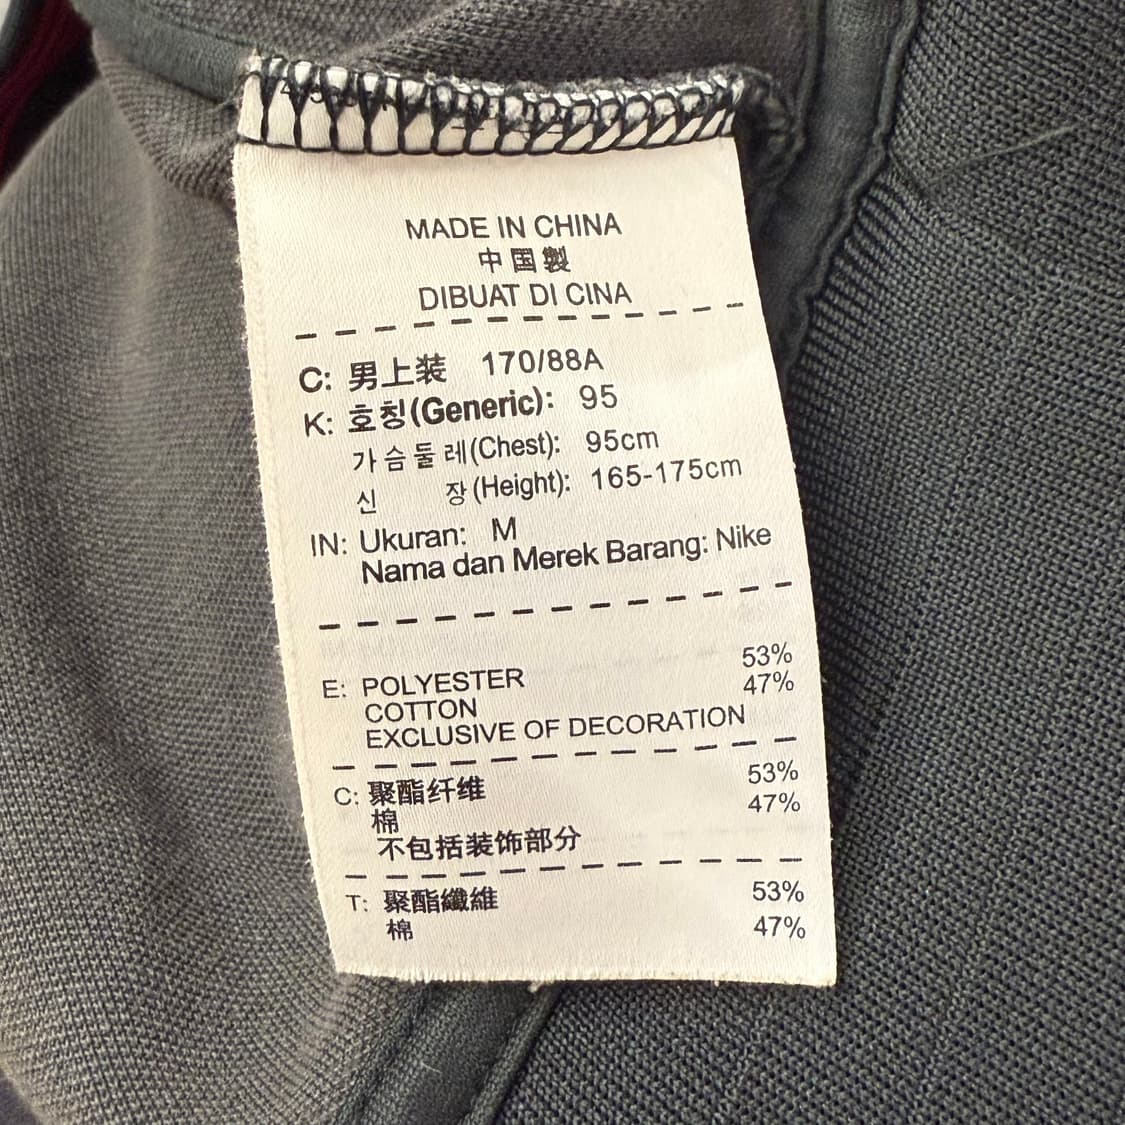 MADE IN CHINA
中国製
DIBUAT DI CINA
C: 男上装 170/88A
K: 호칭(Generic): 95
가슴둘레(Chest): 95cm
신 장(Height): 165-175cm
IN: Ukuran: M
Nama dan Merek Barang: Nike
E: POLYESTER 53%
COTTON 47%
EXCLUSIVE OF DECORATION
C: 聚酯纤维 53%
棉 47%
不包括装饰部分
T: 聚酯纖維 53%
棉 47%